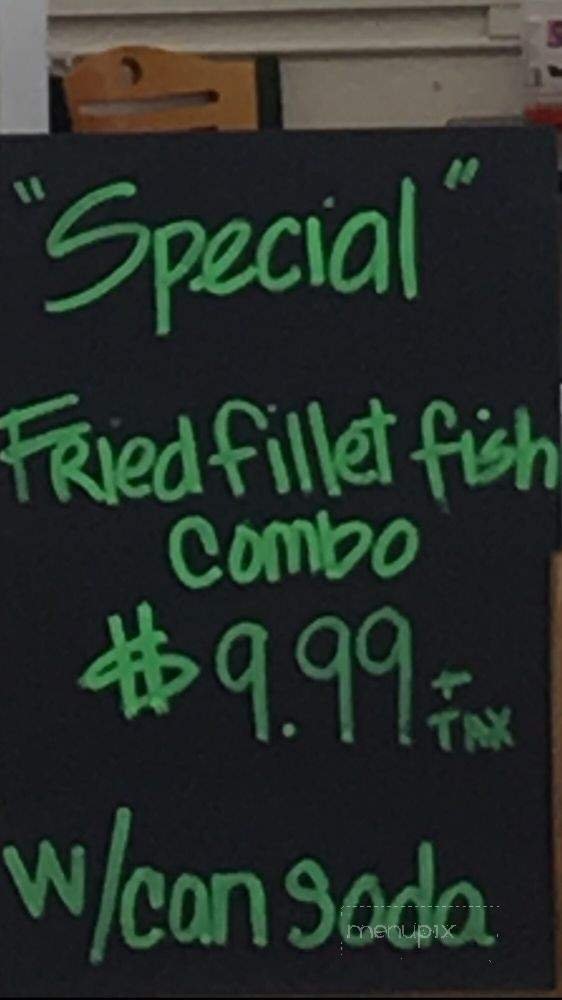 "Special"
Fried fillet fish
combo
$9.99 +
TAX
w/can soda
menupix